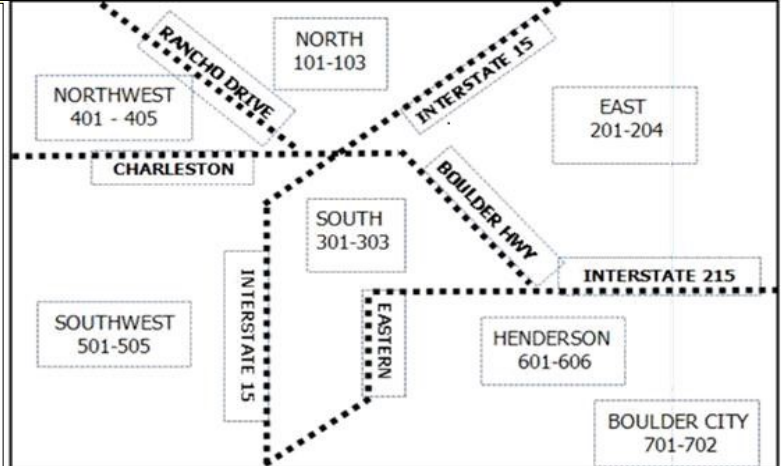 NORTH
101-103
RANCHO DRIVE
INTERSTATE 15
NORTHWEST
401 - 405
EAST
201-204
CHARLESTON
BOULDER HWY
SOUTH
301-303
INTERSTATE 215
INTERSTATE 15
EASTERN
SOUTHWEST
501-505
HENDERSON
601-606
BOULDER CITY
701-702